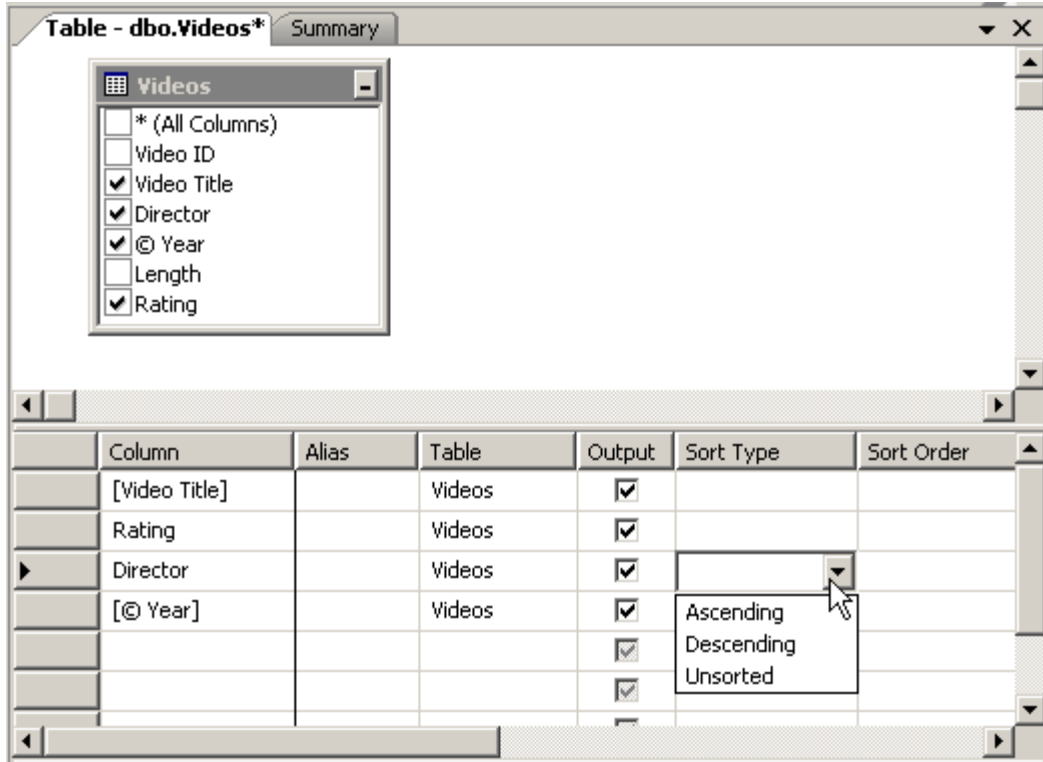 Table - dbo.Videos* Summary
Videos
* (All Columns)
Video ID
Video Title
Director
© Year
Length
Rating
Column Alias Table Output Sort Type Sort Order
[Video Title] Videos
Rating Videos
Director Videos
[© Year] Videos
Ascending
Descending
Unsorted